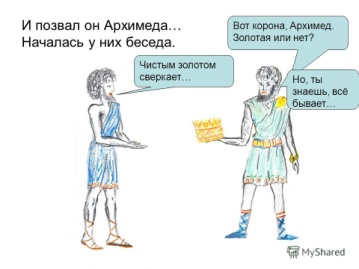 И позвал он Архимеда…
Началась у них беседа.
Вот корона, Архимед.
Золотая или нет?
Чистым золотом
сверкает…
Но, ты
знаешь, всё
бывает…
MyShared